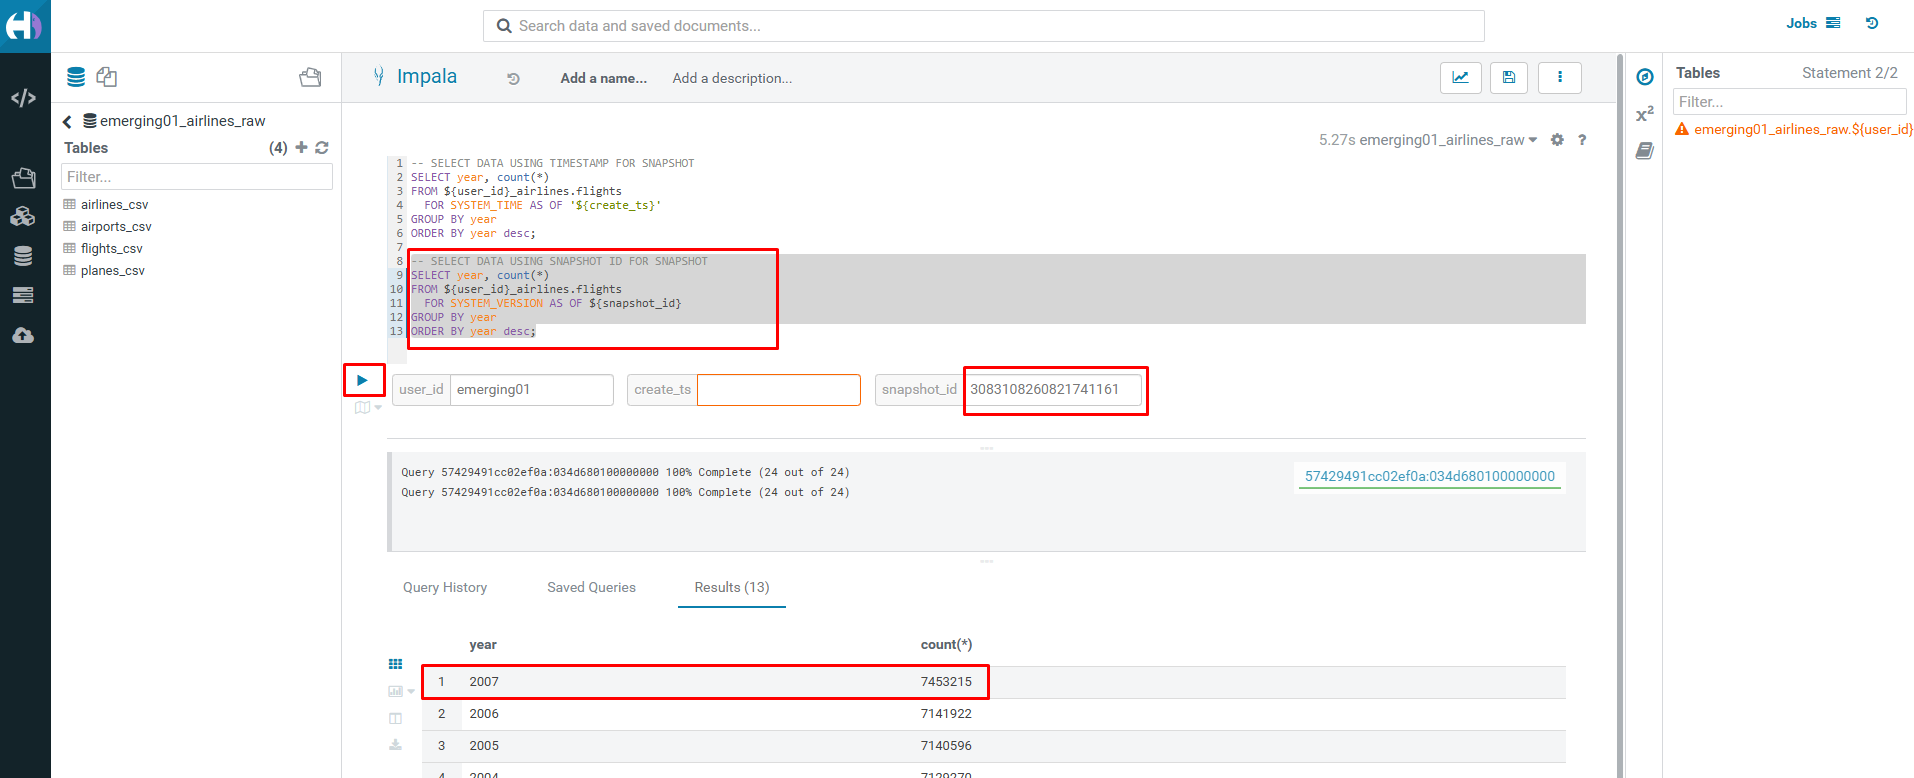 Search data and saved documents...
Jobs
Impala
Add a name...
Add a description...
emerging01_airlines_raw
Tables
(4)
Filter...
airlines_csv
airports_csv
flights_csv
planes_csv
5.27s emerging01_airlines_raw
?
1 -- SELECT DATA USING TIMESTAMP FOR SNAPSHOT
2 SELECT year, count(*)
3 FROM ${user_id}_airlines.flights
4 FOR SYSTEM_TIME AS OF '${create_ts}'
5 GROUP BY year
6 ORDER BY year desc;
7
8 -- SELECT DATA USING SNAPSHOT ID FOR SNAPSHOT
9 SELECT year, count(*)
10 FROM ${user_id}_airlines.flights
11 FOR SYSTEM_VERSION AS OF ${snapshot_id}
12 GROUP BY year
13 ORDER BY year desc;
user_id emerging01
create_ts
snapshot_id 3083108260821741161
Query 57429491cc02ef0a:034d680100000000 100% Complete (24 out of 24)
Query 57429491cc02ef0a:034d680100000000 100% Complete (24 out of 24)
57429491cc02ef0a:034d680100000000
Query History
Saved Queries
Results (13)
year count(*)
1 2007 7453215
2 2006 7141922
3 2005 7140596
4 2004 7129270
Tables
Statement 2/2
Filter...
emerging01_airlines_raw.${user_id}
x²